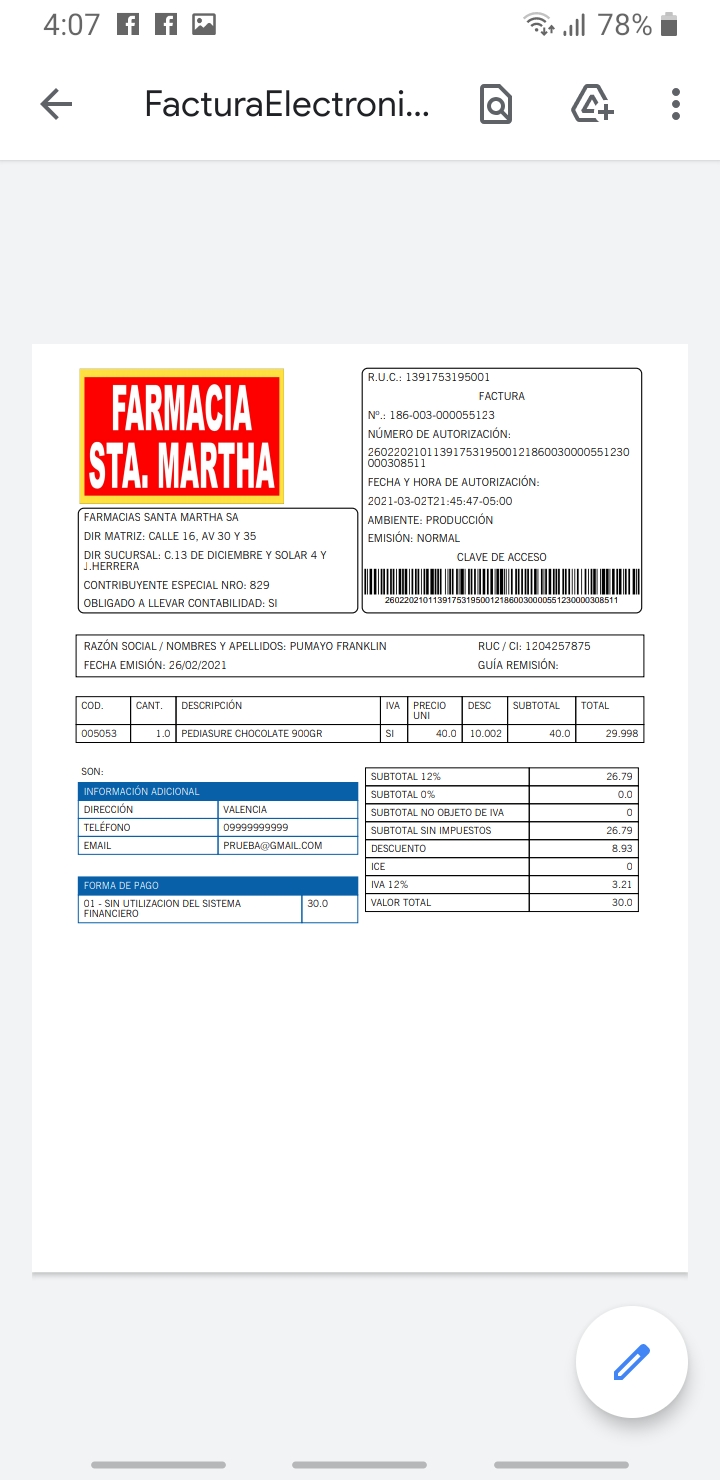 4:07
78%
FacturaElectroni...
FARMACIA
STA. MARTHA
FARMACIAS SANTA MARTHA SA
DIR MATRIZ: CALLE 16, AV 30 Y 35
DIR SUCURSAL: C.13 DE DICIEMBRE Y SOLAR 4 Y
J.HERRERA
CONTRIBUYENTE ESPECIAL NRO: 829
OBLIGADO A LLEVAR CONTABILIDAD: SI
R.U.C.: 1391753195001
FACTURA
Nº.: 186-003-000055123
NÚMERO DE AUTORIZACIÓN:
2602202101139175319500121860030000551230
000308511
FECHA Y HORA DE AUTORIZACIÓN:
2021-03-02T21:45:47-05:00
AMBIENTE: PRODUCCIÓN
EMISIÓN: NORMAL
CLAVE DE ACCESO
2602202101139175319500121860030000551230000308511
RAZÓN SOCIAL / NOMBRES Y APELLIDOS: PUMAYO FRANKLIN RUC / CI: 1204257875
FECHA EMISIÓN: 26/02/2021 GUÍA REMISIÓN:
COD. CANT. DESCRIPCIÓN IVA PRECIO DESC SUBTOTAL TOTAL
UNI
005053 1.0 PEDIASURE CHOCOLATE 900GR SI 40.0 10.002 40.0 29.998
SON:
INFORMACIÓN ADICIONAL
DIRECCIÓN VALENCIA
TELÉFONO 09999999999
EMAIL PRUEBA@GMAIL.COM
FORMA DE PAGO
01 - SIN UTILIZACION DEL SISTEMA 30.0
FINANCIERO
SUBTOTAL 12% 26.79
SUBTOTAL 0% 0.0
SUBTOTAL NO OBJETO DE IVA 0
SUBTOTAL SIN IMPUESTOS 26.79
DESCUENTO 8.93
ICE 0
IVA 12% 3.21
VALOR TOTAL 30.0